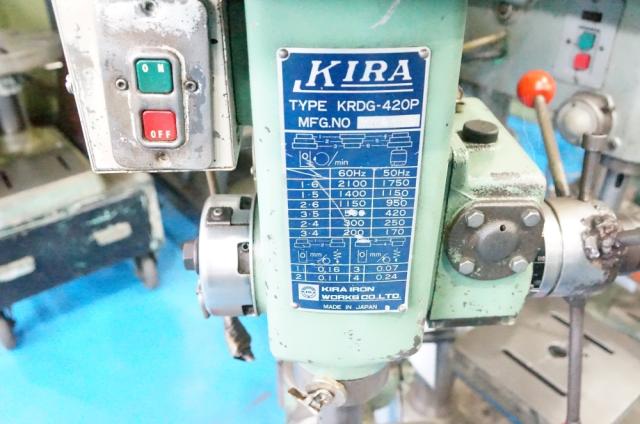 ON
OFF
KIRA
TYPE KRDG-420P
MFG.NO
/min
60Hz 50Hz
1-6 2100 1750
1-5 1400 1150
2-6 1150 950
3-5 420
2-4 300 250
3-4 200 170
mm mm
1 0.16 3 0.07
2 0.11 4 0.24
KIRA
KIRA IRON
WORKS CO., LTD.
MADE IN JAPAN